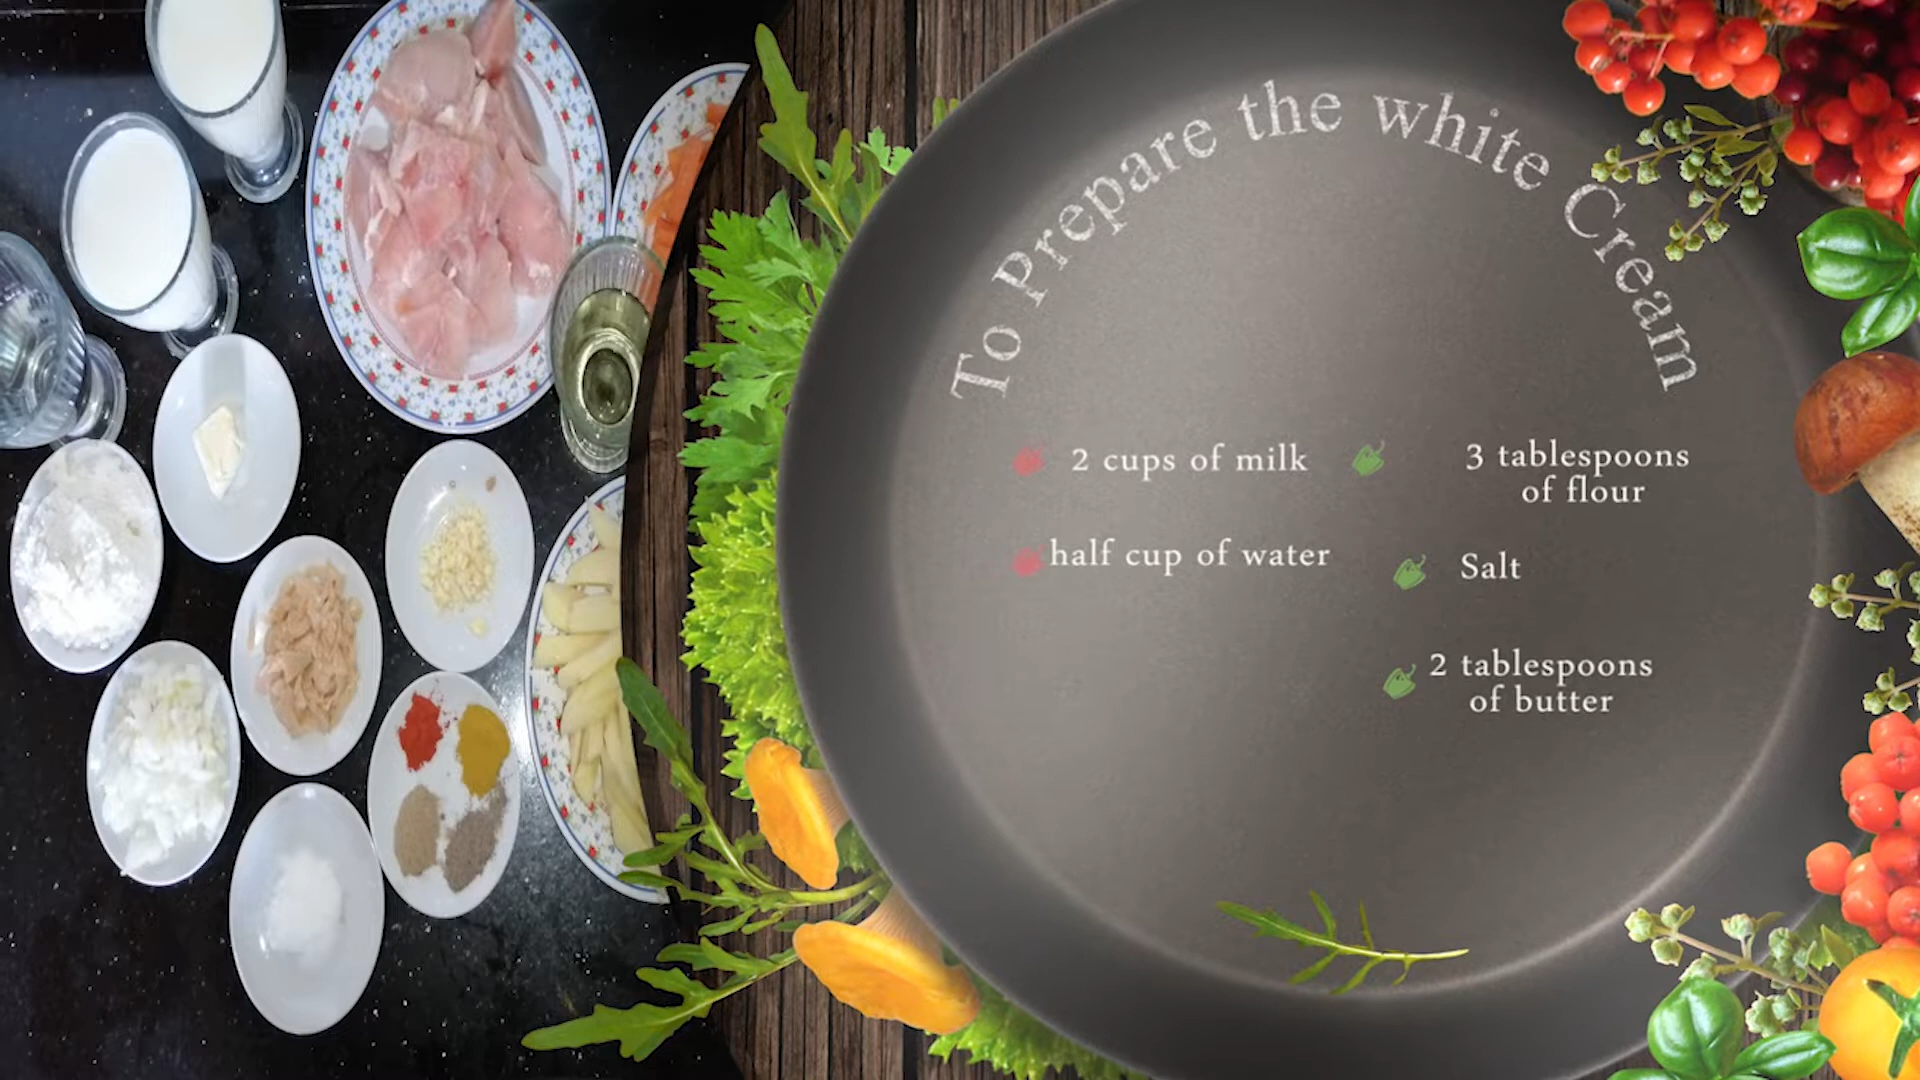 To Prepare the white Cream
2 cups of milk
half cup of water
3 tablespoons
of flour
Salt
2 tablespoons
of butter